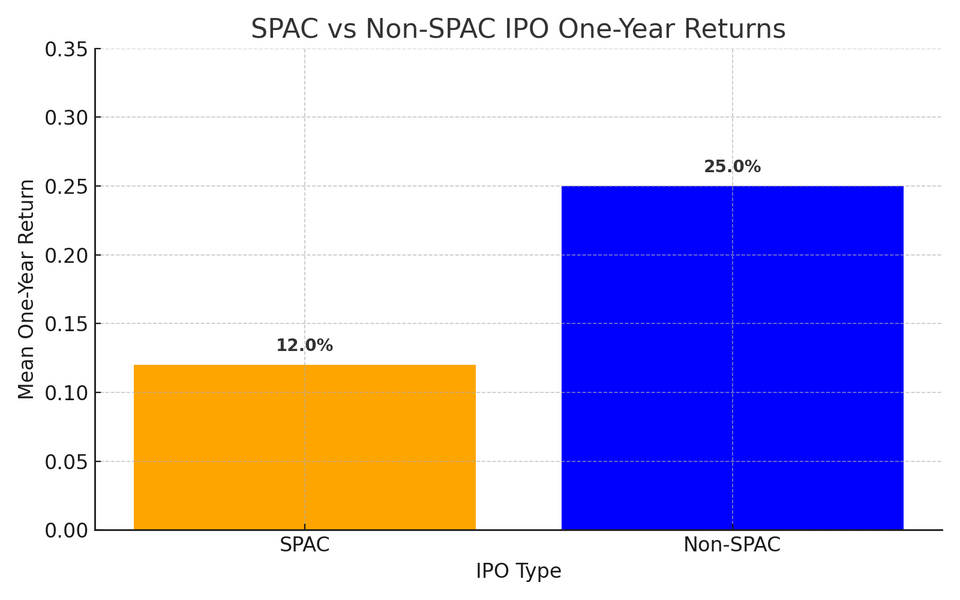 SPAC vs Non-SPAC IPO One-Year Returns
Mean One-Year Return
0.35
0.30
0.25
0.20
0.15
0.10
0.05
0.00
12.0%
25.0%
SPAC
Non-SPAC
IPO Type